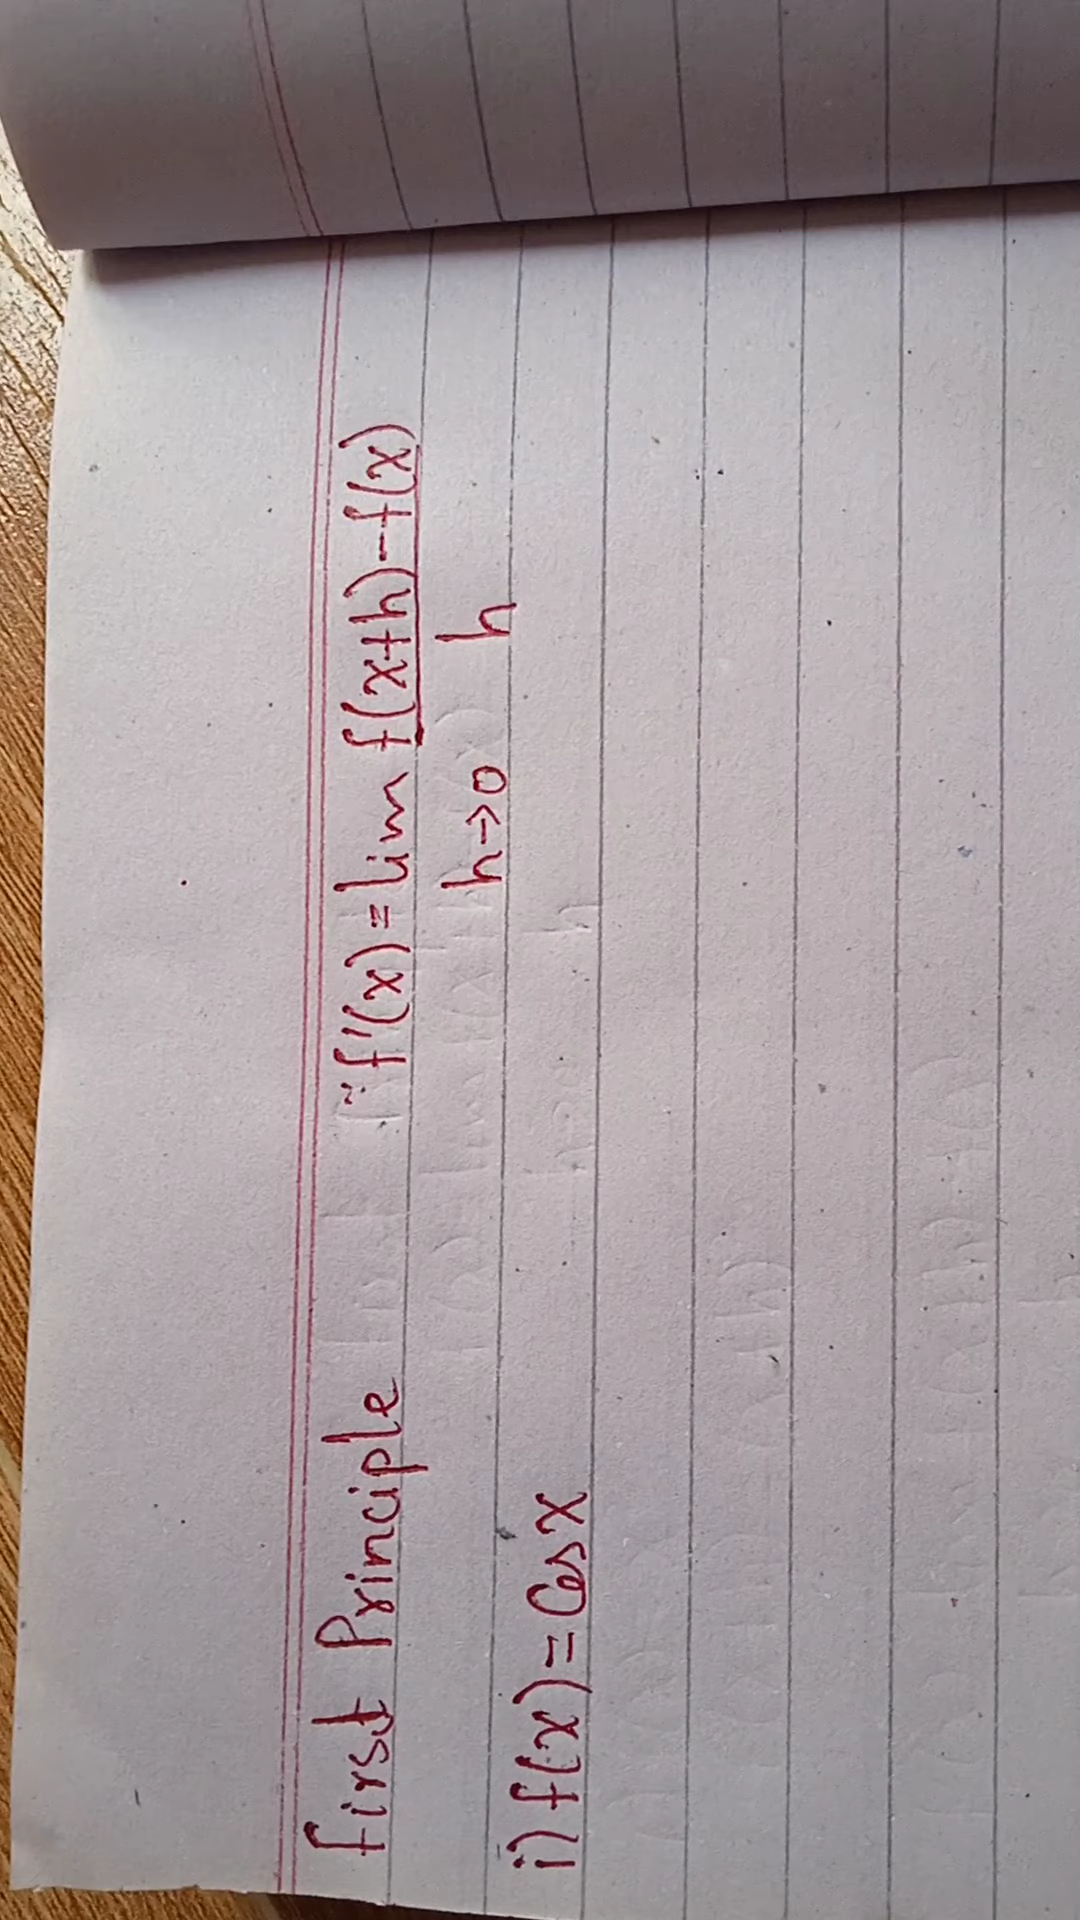 First Principle ∵ f'(x) = lim f(x+h) - f(x)
h→0 h
i) f(x) = Cos x